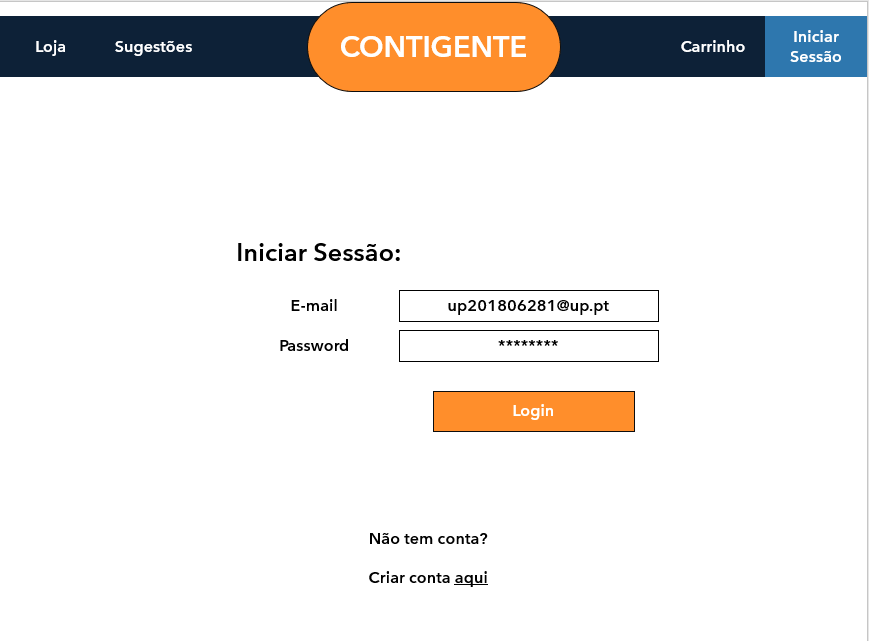 Loja
Sugestões
CONTIGENTE
Carrinho
Iniciar
Sessão
Iniciar Sessão:
E-mail
up201806281@up.pt
Password
********
Login
Não tem conta?
Criar conta aqui